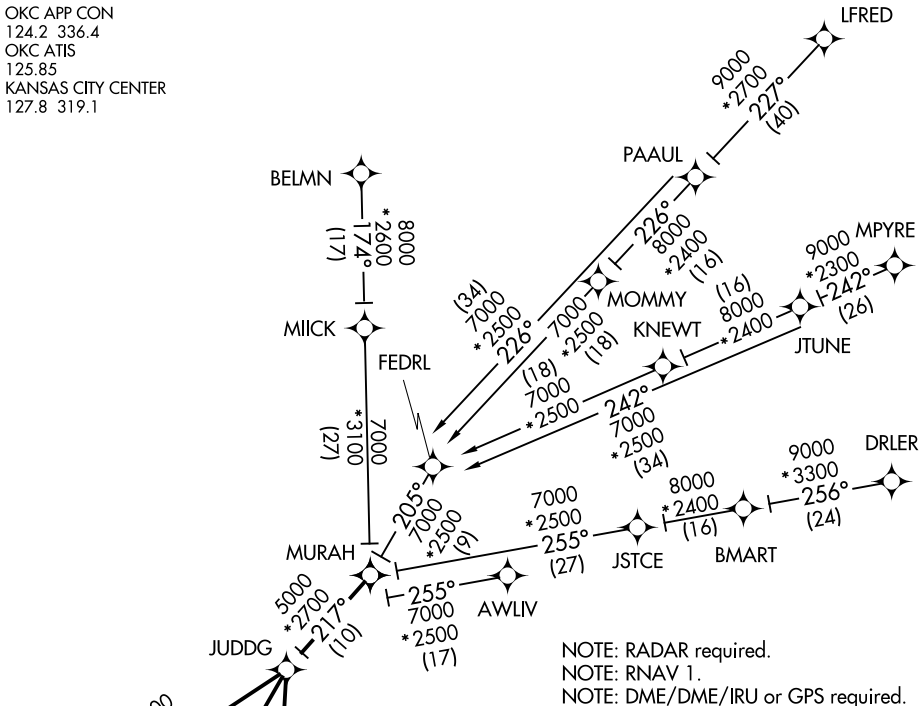 OKC APP CON
124.2 336.4
OKC ATIS
125.85
KANSAS CITY CENTER
127.8 319.1
LFRED
9000
*2700
227°
(40)
PAAUL
BELMN
8000
*2600
174°
(17)
226°
8000
*2400
(16)
MPYRE
9000
*2300
242°
(26)
MOMMY
(34)
7000
*2500
226°
7000
*2500
(18)
(16)
8000
*2400
JTUNE
MIICK
KNEWT
FEDRL
(18)
7000
*2500
242°
7000
*2500
(34)
7000
*3100
(27)
DRLER
9000
*3300
256°
(24)
8000
*2400
(16)
BMART
205°
7000
*2500
(9)
7000
*2500
255°
(27)
JSTCE
MURAH
255°
7000
*2500
(17)
AWLIV
5000
*2700
217°
(10)
JUDDG
NOTE: RADAR required.
NOTE: RNAV 1.
NOTE: DME/DME/IRU or GPS required.